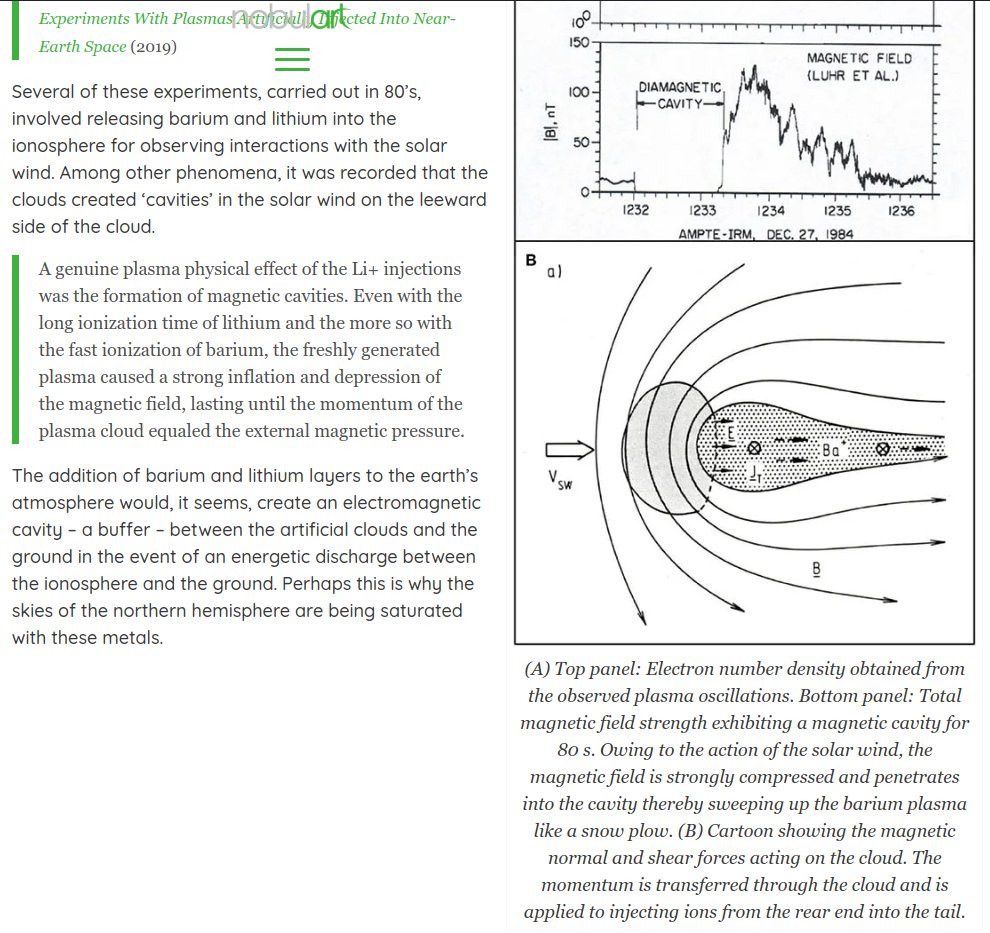 Experiments With Plasmas Artificially Injected Into Near-
Earth Space (2019)
nobulart
Several of these experiments, carried out in 80’s,
involved releasing barium and lithium into the
ionosphere for observing interactions with the solar
wind. Among other phenomena, it was recorded that the
clouds created ‘cavities’ in the solar wind on the leeward
side of the cloud.
A genuine plasma physical effect of the Li+ injections
was the formation of magnetic cavities. Even with the
long ionization time of lithium and the more so with
the fast ionization of barium, the freshly generated
plasma caused a strong inflation and depression of
the magnetic field, lasting until the momentum of the
plasma cloud equaled the external magnetic pressure.
The addition of barium and lithium layers to the earth’s
atmosphere would, it seems, create an electromagnetic
cavity – a buffer – between the artificial clouds and the
ground in the event of an energetic discharge between
the ionosphere and the ground. Perhaps this is why the
skies of the northern hemisphere are being saturated
with these metals.
10⁰
150
100
50
0
|B|, nT
MAGNETIC FIELD
(LUHR ET AL.)
DIAMAGNETIC
CAVITY
1232 1233 1234 1235 1236
AMPTE-IRM, DEC. 27, 1984
B
a)
E
Ba+
J
V SW
B
(A) Top panel: Electron number density obtained from
the observed plasma oscillations. Bottom panel: Total
magnetic field strength exhibiting a magnetic cavity for
80 s. Owing to the action of the solar wind, the
magnetic field is strongly compressed and penetrates
into the cavity thereby sweeping up the barium plasma
like a snow plow. (B) Cartoon showing the magnetic
normal and shear forces acting on the cloud. The
momentum is transferred through the cloud and is
applied to injecting ions from the rear end into the tail.